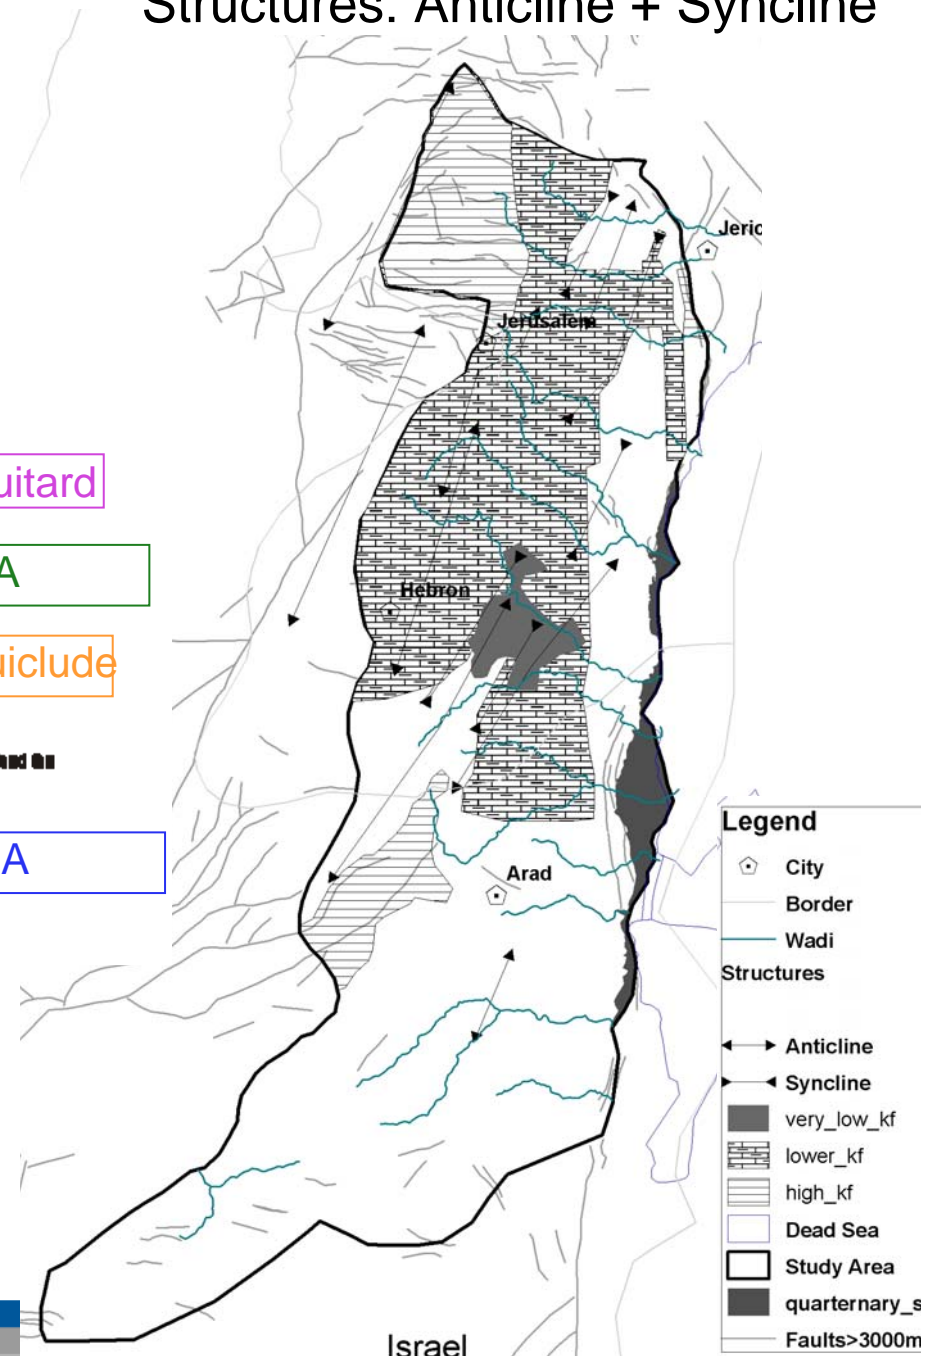 Structures: Anticline + Syncline
Jeric
Jerusalem
uitard
A
Hebron
uiclude
A
Arad
Legend
City
Border
Wadi
Structures
Anticline
Syncline
very_low_kf
lower_kf
high_kf
Dead Sea
Study Area
quarternary_s
Faults>3000m
Israel